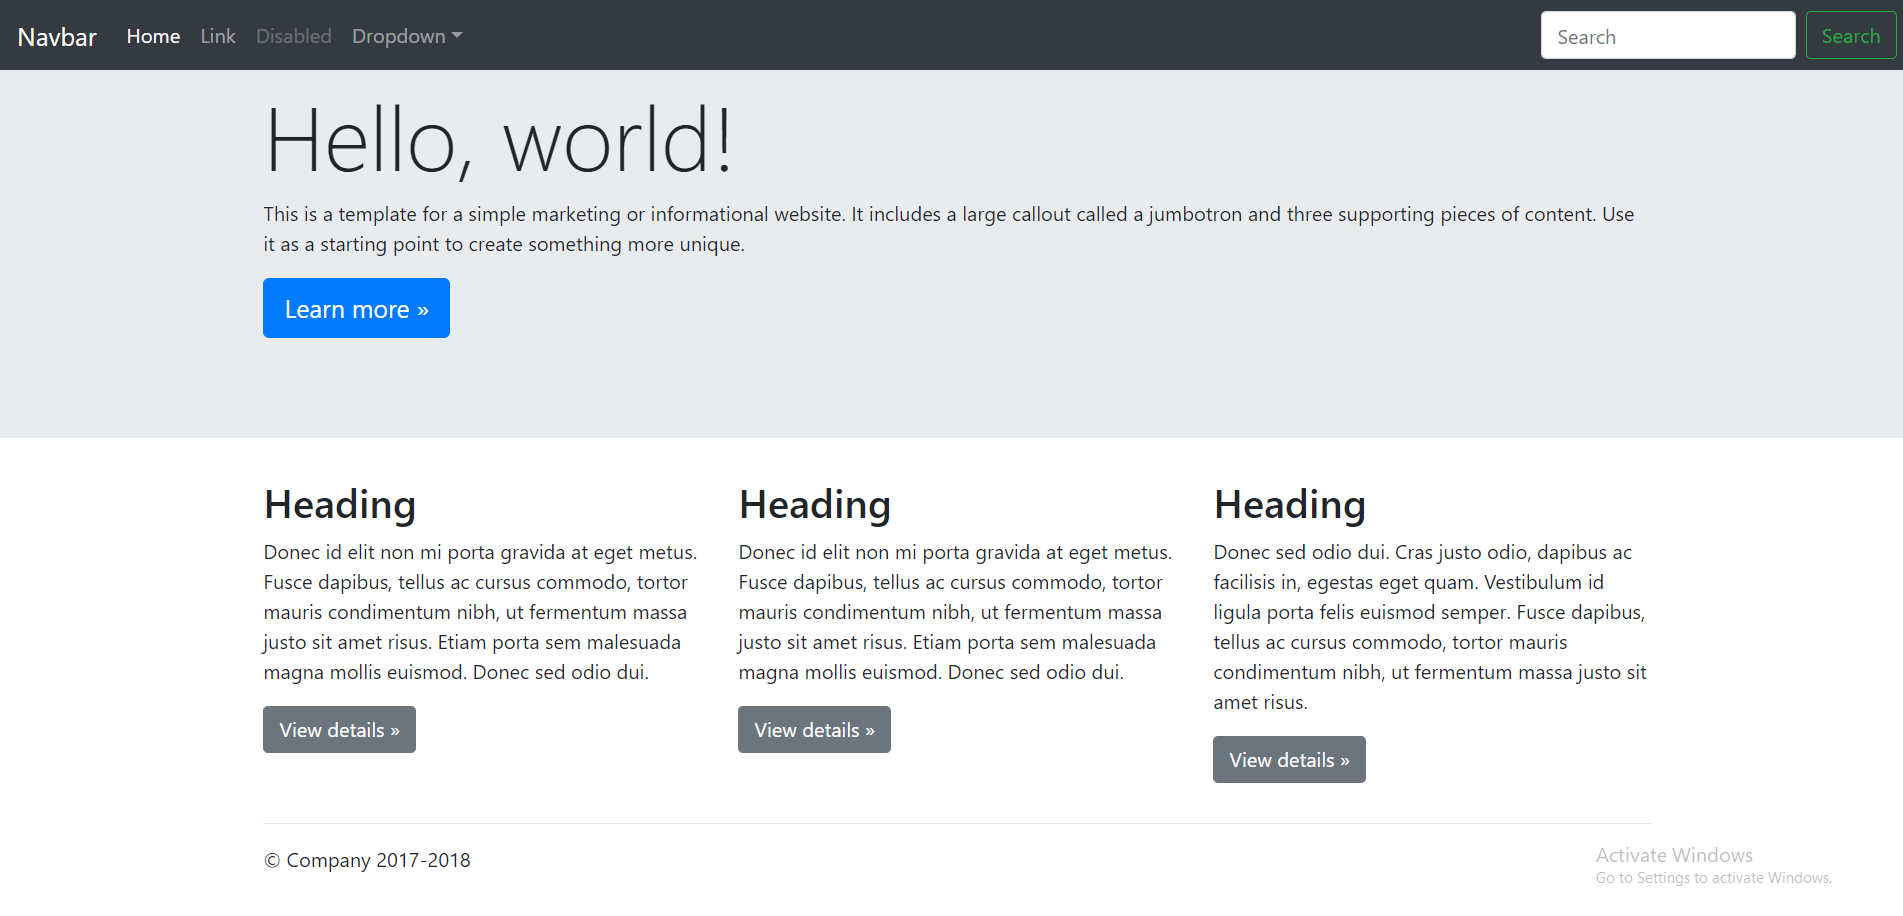 Navbar Home Link Disabled Dropdown Search Search
Hello, world!
This is a template for a simple marketing or informational website. It includes a large callout called a jumbotron and three supporting pieces of content. Use
it as a starting point to create something more unique.
Learn more »
Heading
Donec id elit non mi porta gravida at eget metus.
Fusce dapibus, tellus ac cursus commodo, tortor
mauris condimentum nibh, ut fermentum massa
justo sit amet risus. Etiam porta sem malesuada
magna mollis euismod. Donec sed odio dui.
View details »
Heading
Donec id elit non mi porta gravida at eget metus.
Fusce dapibus, tellus ac cursus commodo, tortor
mauris condimentum nibh, ut fermentum massa
justo sit amet risus. Etiam porta sem malesuada
magna mollis euismod. Donec sed odio dui.
View details »
Heading
Donec sed odio dui. Cras justo odio, dapibus ac
facilisis in, egestas eget quam. Vestibulum id
ligula porta felis euismod semper. Fusce dapibus,
tellus ac cursus commodo, tortor mauris
condimentum nibh, ut fermentum massa justo sit
amet risus.
View details »
© Company 2017-2018
Activate Windows
Go to Settings to activate Windows.